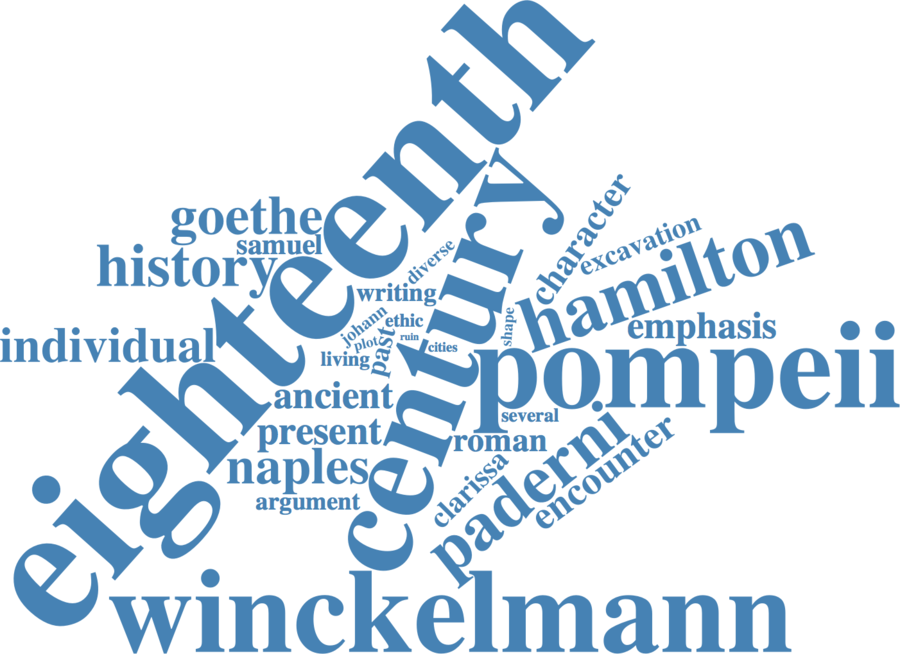 eighteenth
century
goethe
samuel
history
individual
diverse
writing
johann
ethic
plot
ruin
past
cities
living
shape
character
excavation
hamilton
emphasis
pompeii
ancient
present
naples
argument
several
roman
clarissa
paderni
encounter
winckelmann